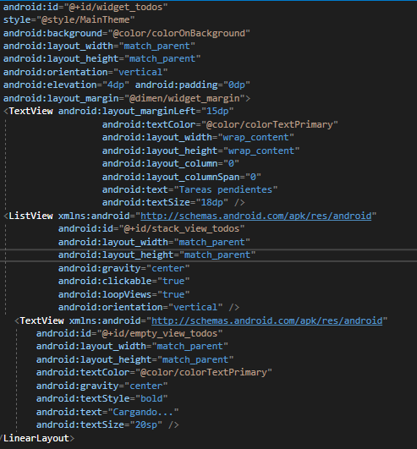 android:id="@+id/widget_todos"
style="@style/MainTheme"
android:background="@color/colorOnBackground"
android:layout_width="match_parent"
android:layout_height="match_parent"
android:orientation="vertical"
android:elevation="4dp" android:padding="0dp"
android:layout_margin="@dimen/widget_margin">
<TextView android:layout_marginLeft="15dp"
android:textColor="@color/colorTextPrimary"
android:layout_width="wrap_content"
android:layout_height="wrap_content"
android:layout_column="0"
android:layout_columnSpan="0"
android:text="Tareas pendientes"
android:textSize="18dp" />
<ListView xmlns:android="http://schemas.android.com/apk/res/android"
android:id="@+id/stack_view_todos"
android:layout_width="match_parent"
android:layout_height="match_parent"
android:gravity="center"
android:clickable="true"
android:loopViews="true"
android:orientation="vertical" />
<TextView xmlns:android="http://schemas.android.com/apk/res/android"
android:id="@+id/empty_view_todos"
android:layout_width="match_parent"
android:layout_height="match_parent"
android:textColor="@color/colorTextPrimary"
android:gravity="center"
android:textStyle="bold"
android:text="Cargando..."
android:textSize="20sp" />
/LinearLayout>